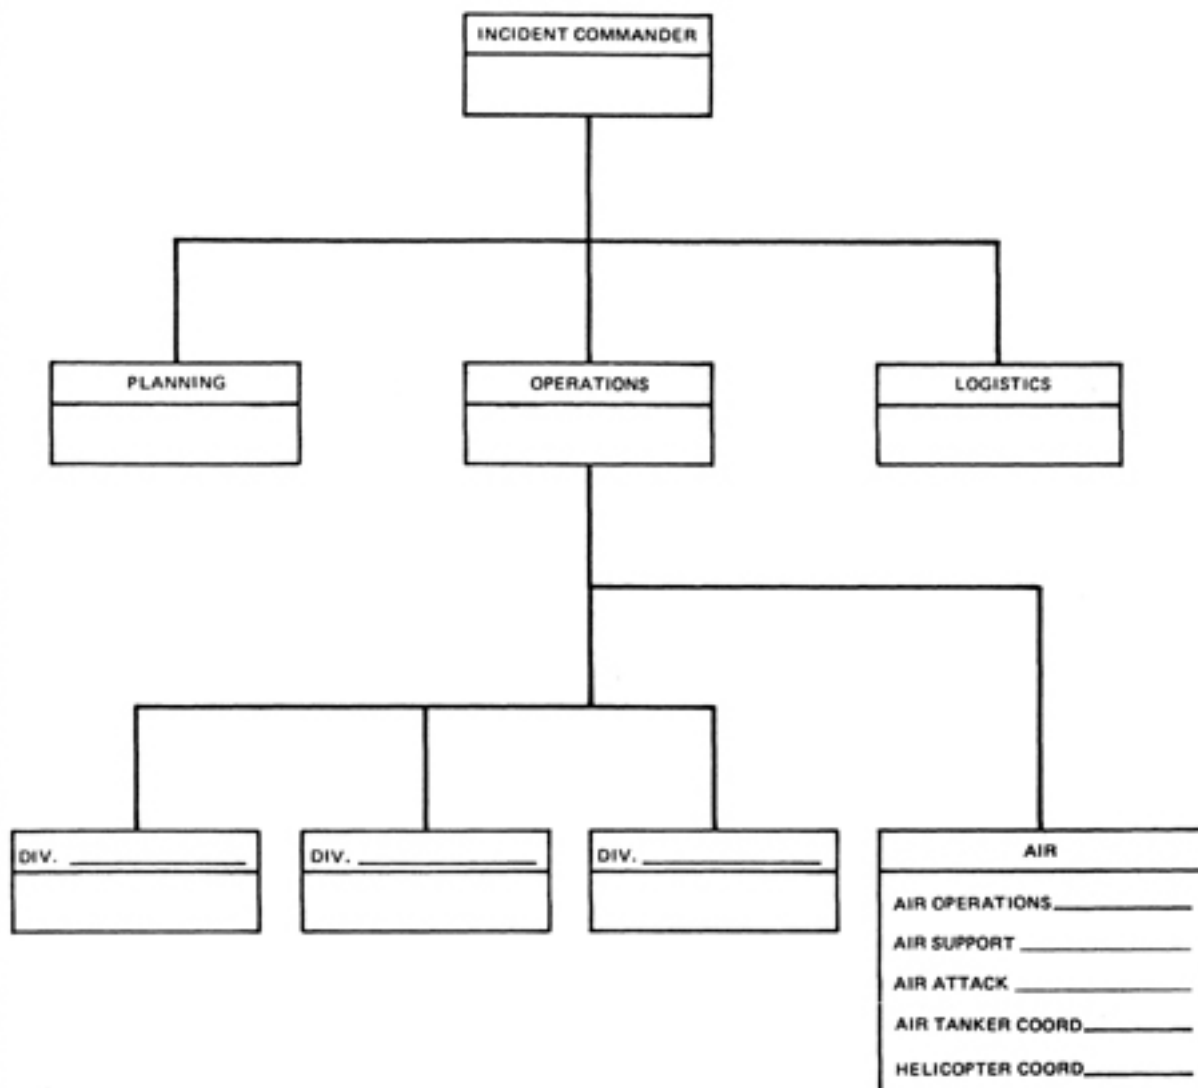 INCIDENT COMMANDER
PLANNING
OPERATIONS
LOGISTICS
DIV.
DIV.
DIV.
AIR
AIR OPERATIONS
AIR SUPPORT
AIR ATTACK
AIR TANKER COORD
HELICOPTER COORD